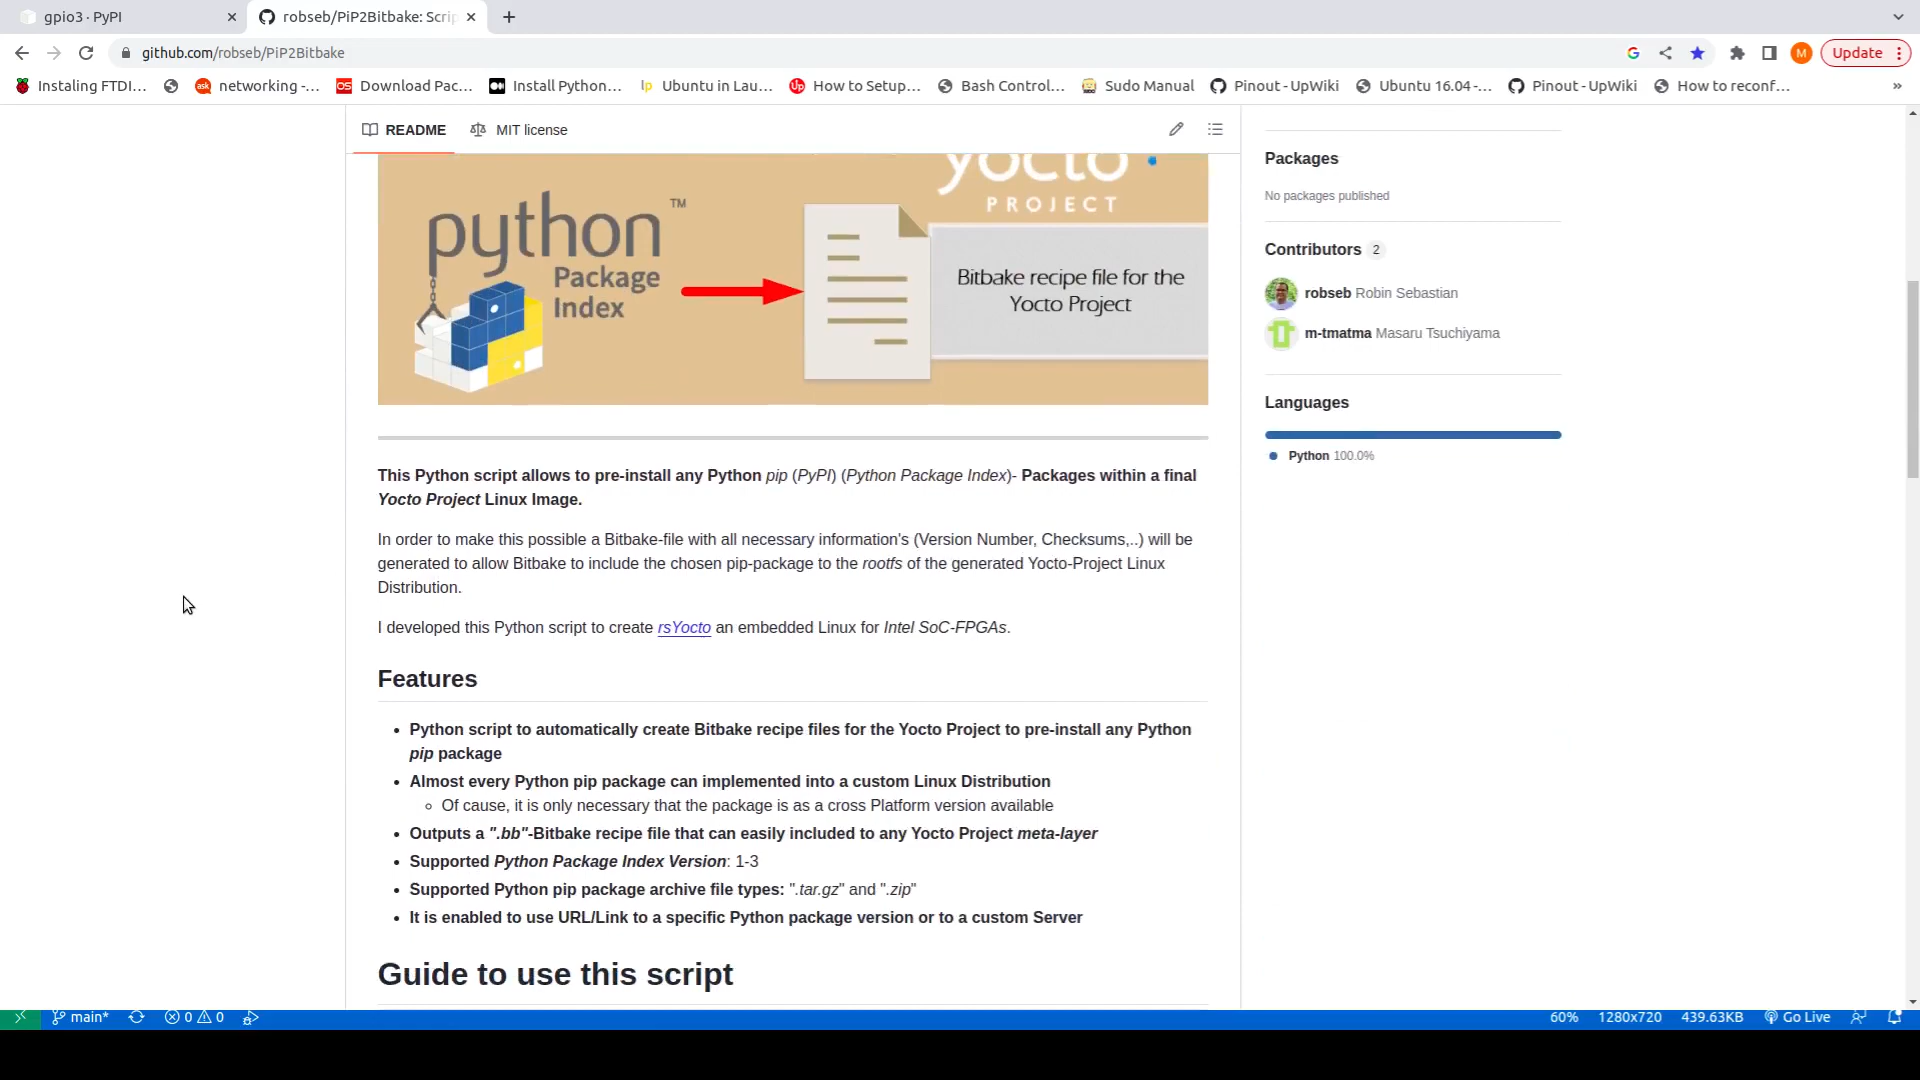 gpio3 · PyPI
robseb/PiP2Bitbake: Scrip
github.com/robseb/PiP2Bitbake
M
Update
Instaling FTDI...
networking -...
Download Pac...
Install Python...
Ubuntu in Lau...
How to Setup...
Bash Control...
Sudo Manual
Pinout - UpWiki
Ubuntu 16.04 -...
Pinout - UpWiki
How to reconf...
»
README
MIT license
yocto
PROJECT
python
TM
Package
Index
Bitbake recipe file for the
Yocto Project
This Python script allows to pre-install any Python pip (PyPI) (Python Package Index)- Packages within a final
Yocto Project Linux Image.
In order to make this possible a Bitbake-file with all necessary information's (Version Number, Checksums,..) will be
generated to allow Bitbake to include the chosen pip-package to the rootfs of the generated Yocto-Project Linux
Distribution.
I developed this Python script to create rsYocto an embedded Linux for Intel SoC-FPGAs.
Features
• Python script to automatically create Bitbake recipe files for the Yocto Project to pre-install any Python
pip package
• Almost every Python pip package can implemented into a custom Linux Distribution
◦ Of cause, it is only necessary that the package is as a cross Platform version available
• Outputs a ".bb"-Bitbake recipe file that can easily included to any Yocto Project meta-layer
• Supported Python Package Index Version: 1-3
• Supported Python pip package archive file types: ".tar.gz" and ".zip"
• It is enabled to use URL/Link to a specific Python package version or to a custom Server
Guide to use this script
Packages
No packages published
Contributors 2
robseb Robin Sebastian
m-tmatma Masaru Tsuchiyama
Languages
Python 100.0%
main*
0
0
60%
1280x720
439.63KB
Go Live